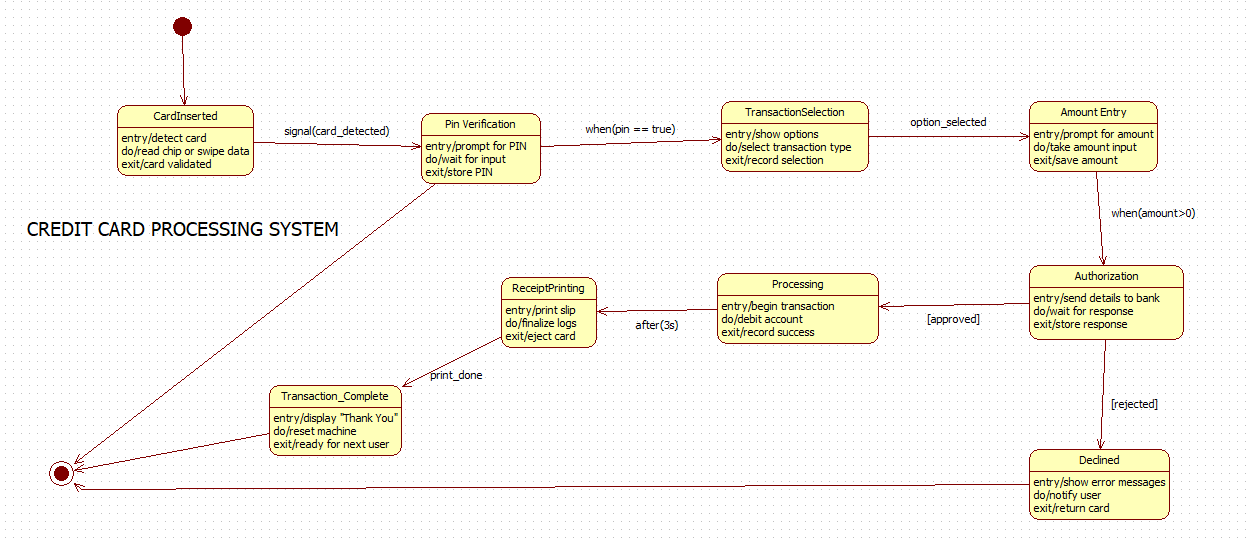 CardInserted
entry/detect card
do/read chip or swipe data
exit/card validated
signal(card_detected)
Pin Verification
entry/prompt for PIN
do/wait for input
exit/store PIN
when(pin == true)
TransactionSelection
entry/show options
do/select transaction type
exit/record selection
option_selected
Amount Entry
entry/prompt for amount
do/take amount input
exit/save amount
when(amount>0)
CREDIT CARD PROCESSING SYSTEM
Authorization
entry/send details to bank
do/wait for response
exit/store response
[approved]
Processing
entry/begin transaction
do/debit account
exit/record success
after(3s)
ReceiptPrinting
entry/print slip
do/finalize logs
exit/eject card
print_done
Transaction_Complete
entry/display "Thank You"
do/reset machine
exit/ready for next user
[rejected]
Declined
entry/show error messages
do/notify user
exit/return card